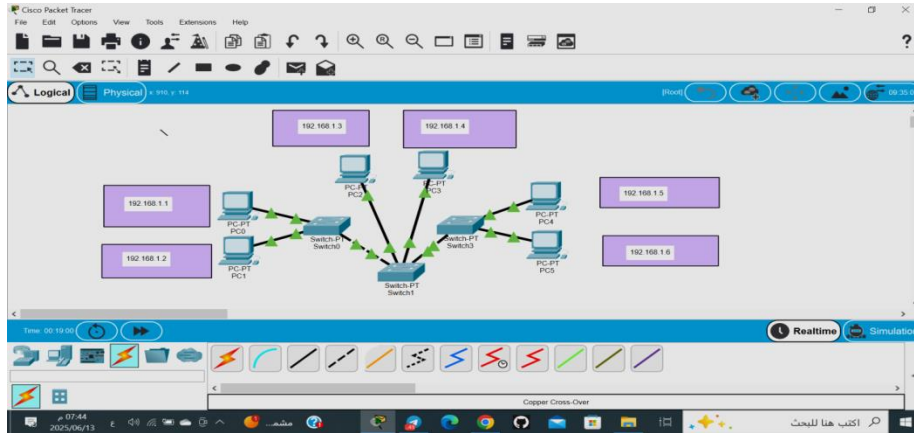 Cisco Packet Tracer
File Edit Options View Tools Extensions Help
?
Logical
Physical x: 910, y: 114
[Root]
09:35:0
192.168.1.3
192.168.1.4
PC-PT
PC2
PC-PT
PC3
192.168.1.1
192.168.1.5
PC-PT
PC0
PC-PT
PC4
Switch-PT
Switch0
Switch-PT
Switch3
192.168.1.2
192.168.1.6
PC-PT
PC1
PC-PT
PC5
Switch-PT
Switch1
Time: 00:19:00
Realtime
Simulation
Copper Cross-Over
07:44 م
2025/06/13
ع
مشم...
اكتب هنا للبحث